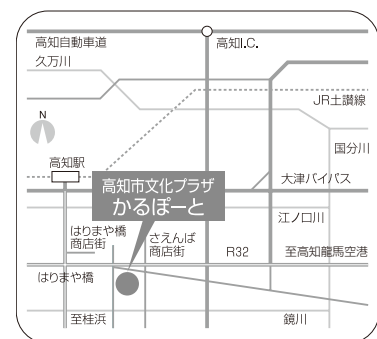 高知自動車道
高知I.C.
久万川
JR土讃線
N
国分川
高知駅
大津バイパス
高知市文化プラザ
かるぽーと
江ノ口川
はりまや橋
商店街
さえんば
商店街
R32
至高知龍馬空港
はりまや橋
至桂浜
鏡川